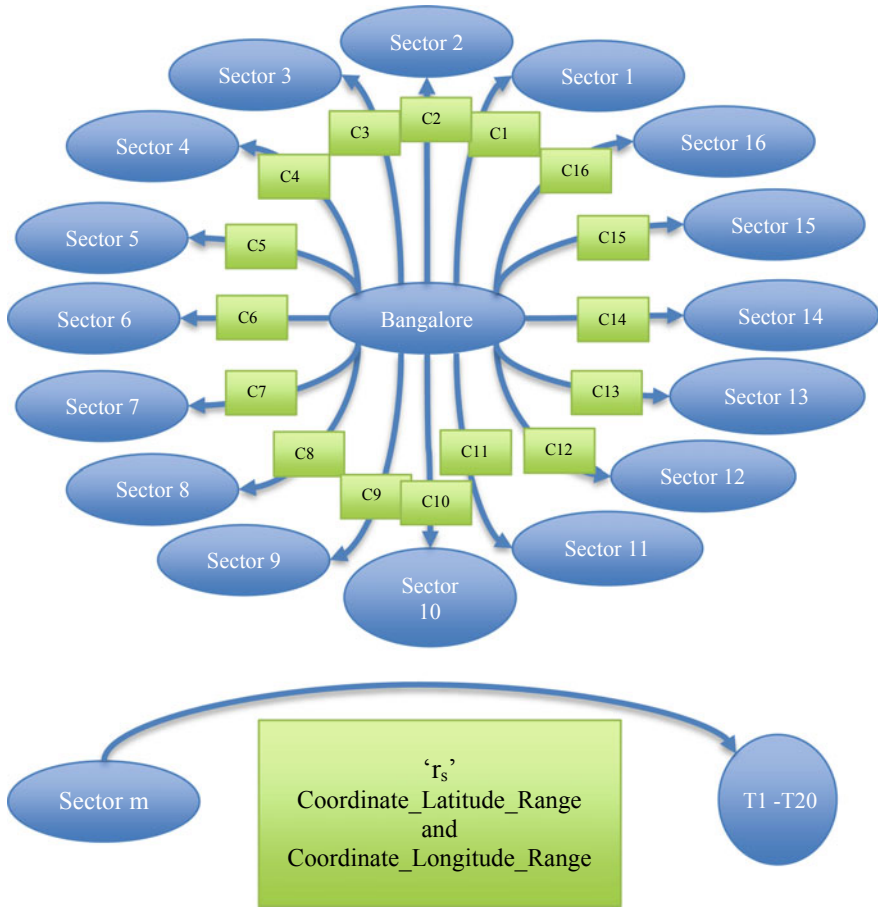 Sector 2
Sector 3
Sector 1
C2
C3
C1
Sector 4
Sector 16
C4
C16
Sector 5
Sector 15
C5
C15
Sector 6
C6
Bangalore
C14
Sector 14
Sector 7
C7
C13
Sector 13
C8
C11
C12
Sector 8
Sector 12
C9
C10
Sector 9
Sector 11
Sector
10
Sector m
‘rs’
Coordinate_Latitude_Range
and
Coordinate_Longitude_Range
T1 -T20